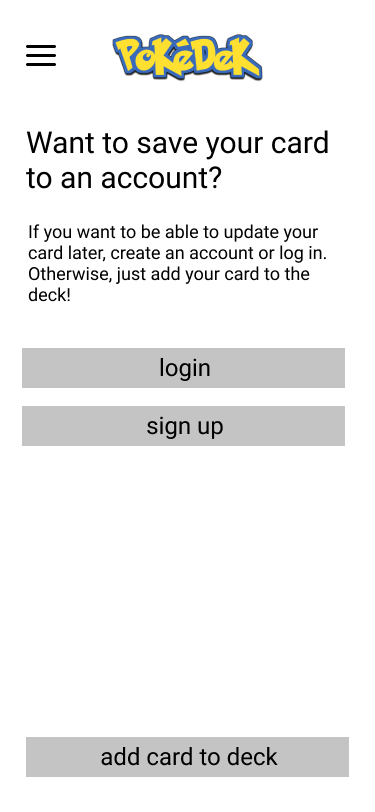 PoKéDeK
Want to save your card
to an account?
If you want to be able to update your
card later, create an account or log in.
Otherwise, just add your card to the
deck!
login
sign up
add card to deck